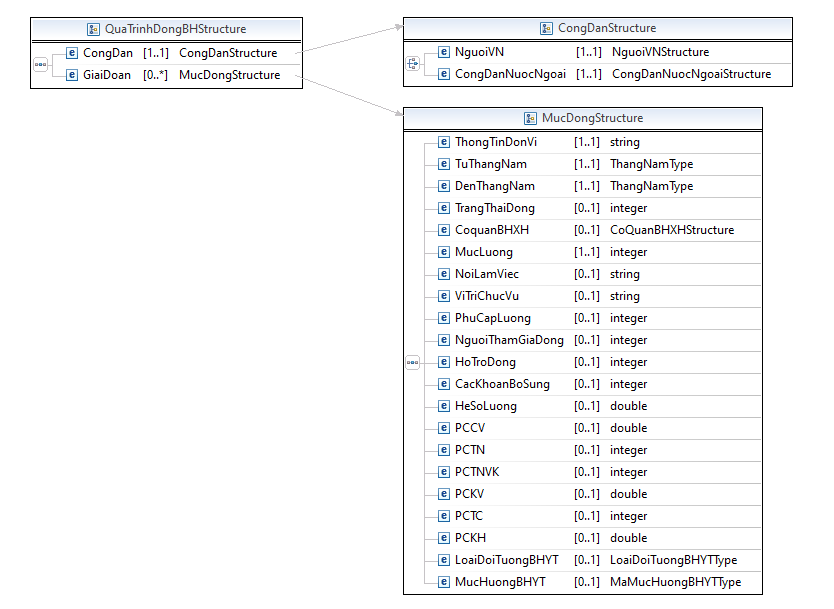 QuaTrinhDongBHStructure
CongDan [1..1] CongDanStructure
GiaiDoan [0..*] MucDongStructure
CongDanStructure
NguoiVN [1..1] NguoiVNStructure
CongDanNuocNgoai [1..1] CongDanNuocNgoaiStructure
MucDongStructure
ThongTinDonVi [1..1] string
TuThangNam [1..1] ThangNamType
DenThangNam [1..1] ThangNamType
TrangThaiDong [0..1] integer
CoquanBHXH [0..1] CoQuanBHXHStructure
MucLuong [1..1] integer
NoiLamViec [0..1] string
ViTriChucVu [0..1] string
PhuCapLuong [0..1] integer
NguoiThamGiaDong [0..1] integer
HoTroDong [0..1] integer
CacKhoanBoSung [0..1] integer
HeSoLuong [0..1] double
PCCV [0..1] double
PCTN [0..1] integer
PCTNVK [0..1] integer
PCKV [0..1] double
PCTC [0..1] integer
PCKH [0..1] double
LoaiDoiTuongBHYT [0..1] LoaiDoiTuongBHYTType
MucHuongBHYT [0..1] MaMucHuongBHYTType